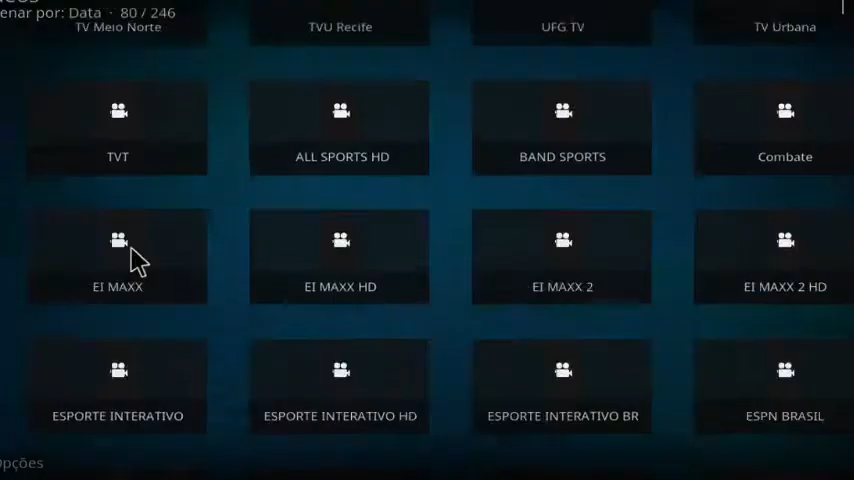 enar por: Data · 80 / 246
TV Meio Norte
TVU Recife
UFG TV
TV Urbana
TVT
ALL SPORTS HD
BAND SPORTS
Combate
EI MAXX
EI MAXX HD
EI MAXX 2
EI MAXX 2 HD
ESPORTE INTERATIVO
ESPORTE INTERATIVO HD
ESPORTE INTERATIVO BR
ESPN BRASIL
Opções